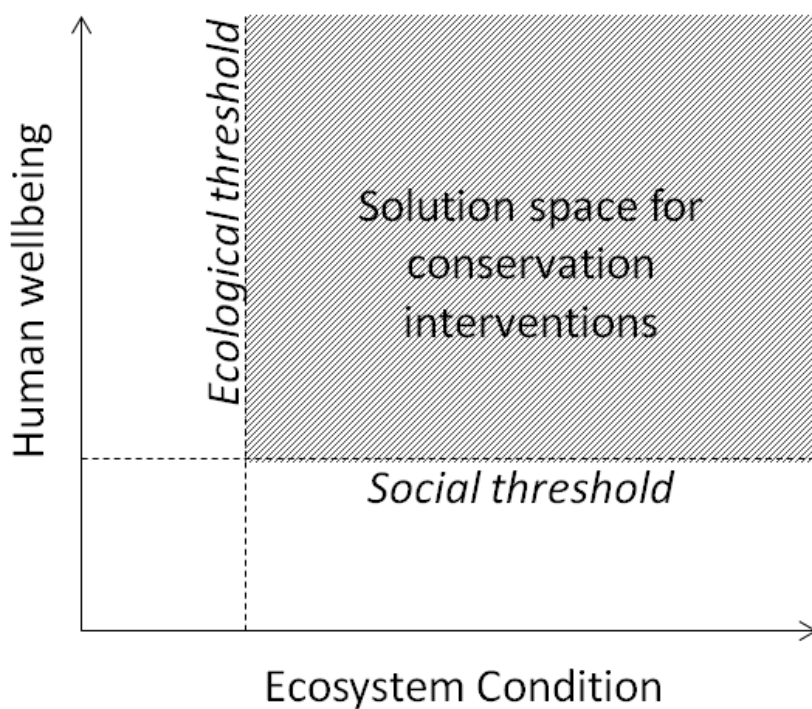 Human wellbeing
Ecological threshold
Solution space for
conservation
interventions
Social threshold
Ecosystem Condition